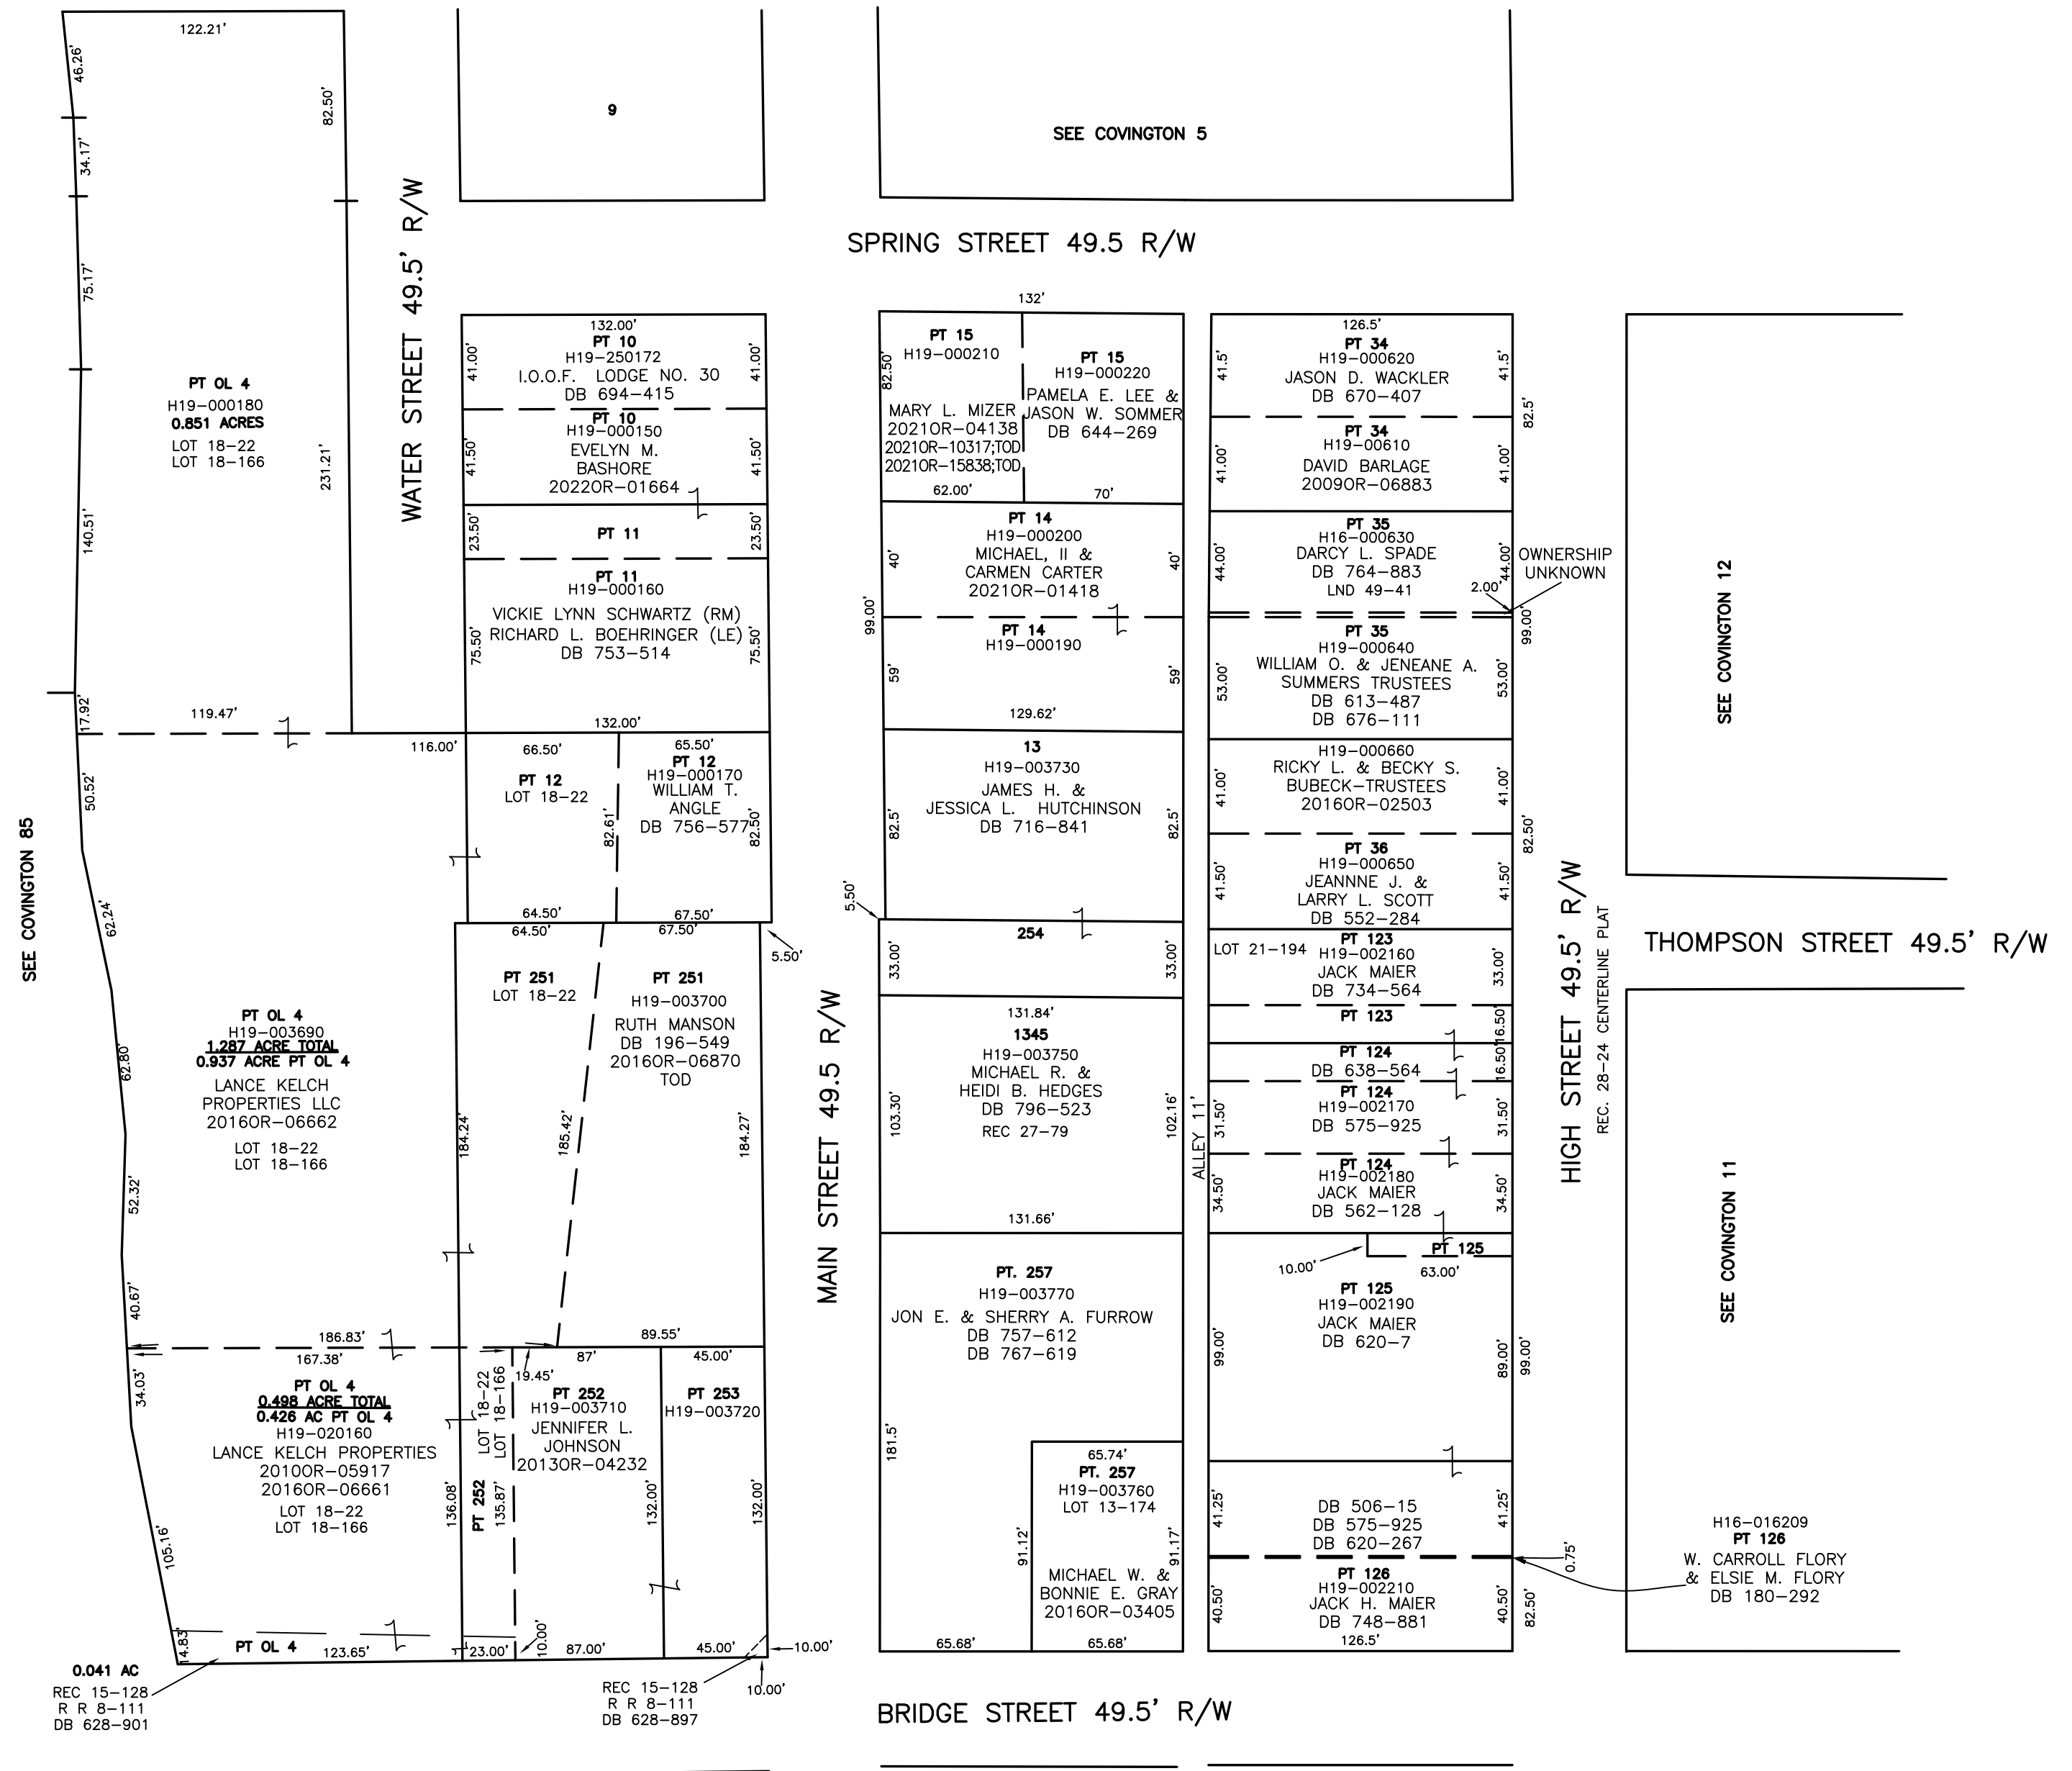 122.21'
46.26'
34.17'
75.17'
140.51'
17.92'
82.50'
231.21'
PT OL 4
H19-000180
0.851 ACRES
LOT 18-22
LOT 18-166
119.47'
116.00'
WATER STREET 49.5' R/W
9
SEE COVINGTON 5
SPRING STREET 49.5 R/W
132.00'
PT 10
H19-250172
I.O.O.F. LODGE NO. 30
DB 694-415
41.00'
41.00'
PT 10
H19-000150
EVELYN M.
BASHORE
2022OR-01664
41.50'
41.50'
23.50'
PT 11
23.50'
PT 11
H19-000160
VICKIE LYNN SCHWARTZ (RM)
RICHARD L. BOEHRINGER (LE)
DB 753-514
75.50'
75.50'
132.00'
66.50'
65.50'
PT 12
LOT 18-22
PT 12
H19-000170
WILLIAM T.
ANGLE
DB 756-577
82.61'
82.50'
64.50'
67.50'
64.50'
67.50'
5.50'
PT 251
LOT 18-22
PT 251
H19-003700
RUTH MANSON
DB 196-549
2016OR-06870
TOD
184.24'
185.42'
184.27'
SEE COVINGTON 85
50.52'
62.24'
62.80'
52.32'
40.67'
PT OL 4
H19-003690
1.287 ACRE TOTAL
0.937 ACRE PT OL 4
LANCE KELCH
PROPERTIES LLC
2016OR-06662
LOT 18-22
LOT 18-166
186.83'
167.38'
89.55'
87'
45.00'
19.45'
34.03'
105.16'
14.83'
PT OL 4
0.498 ACRE TOTAL
0.426 AC PT OL 4
H19-020160
LANCE KELCH PROPERTIES
2010OR-05917
2016OR-06661
LOT 18-22
LOT 18-166
136.08'
PT 252
LOT 18-22
LOT 18-166
135.87'
PT 252
H19-003710
JENNIFER L.
JOHNSON
2013OR-04232
132.00'
PT 253
H19-003720
132.00'
PT OL 4
123.65'
23.00'
10.00'
87.00'
45.00'
10.00'
10.00'
0.041 AC
REC 15-128
R R 8-111
DB 628-901
REC 15-128
R R 8-111
DB 628-897
MAIN STREET 49.5 R/W
132'
PT 15
H19-000210
MARY L. MIZER
2021OR-04138
2021OR-10317;TOD
2021OR-15838;TOD
82.50'
62.00'
PT 15
H19-000220
PAMELA E. LEE &
JASON W. SOMMER
DB 644-269
70'
PT 14
H19-000200
MICHAEL, II &
CARMEN CARTER
2021OR-01418
40'
40'
99.00'
PT 14
H19-000190
59'
59'
129.62'
13
H19-003730
JAMES H. &
JESSICA L. HUTCHINSON
DB 716-841
82.5'
82.5'
5.50'
254
33.00'
33.00'
131.84'
1345
H19-003750
MICHAEL R. &
HEIDI B. HEDGES
DB 796-523
REC 27-79
103.30'
102.16'
131.66'
PT. 257
H19-003770
JON E. & SHERRY A. FURROW
DB 757-612
DB 767-619
181.5'
65.74'
PT. 257
H19-003760
LOT 13-174
MICHAEL W. &
BONNIE E. GRAY
2016OR-03405
91.12'
91.17'
65.68'
65.68'
BRIDGE STREET 49.5' R/W
ALLEY 11'
126.5'
PT 34
H19-000620
JASON D. WACKLER
DB 670-407
41.5'
41.5'
82.5'
PT 34
H19-00610
DAVID BARLAGE
2009OR-06883
41.00'
41.00'
PT 35
H16-000630
DARCY L. SPADE
DB 764-883
LND 49-41
44.00'
44.00'
2.00'
OWNERSHIP
UNKNOWN
99.00'
PT 35
H19-000640
WILLIAM O. & JENEANE A.
SUMMERS TRUSTEES
DB 613-487
DB 676-111
53.00'
53.00'
H19-000660
RICKY L. & BECKY S.
BUBECK-TRUSTEES
2016OR-02503
41.00'
41.00'
82.50'
PT 36
H19-000650
JEANNNE J. &
LARRY L. SCOTT
DB 552-284
41.50'
41.50'
LOT 21-194
PT 123
H19-002160
JACK MAIER
DB 734-564
33.00'
PT 123
16.50'
PT 124
DB 638-564
16.50'
PT 124
H19-002170
DB 575-925
31.50'
31.50'
PT 124
H19-002180
JACK MAIER
DB 562-128
34.50'
34.50'
PT 125
10.00'
63.00'
PT 125
H19-002190
JACK MAIER
DB 620-7
99.00'
89.00'
99.00'
DB 506-15
DB 575-925
DB 620-267
41.25'
41.25'
0.75'
PT 126
H19-002210
JACK H. MAIER
DB 748-881
40.50'
40.50'
82.50'
126.5'
HIGH STREET 49.5' R/W
REC. 28-24 CENTERLINE PLAT
SEE COVINGTON 12
THOMPSON STREET 49.5' R/W
SEE COVINGTON 11
H16-016209
PT 126
W. CARROLL FLORY
& ELSIE M. FLORY
DB 180-292